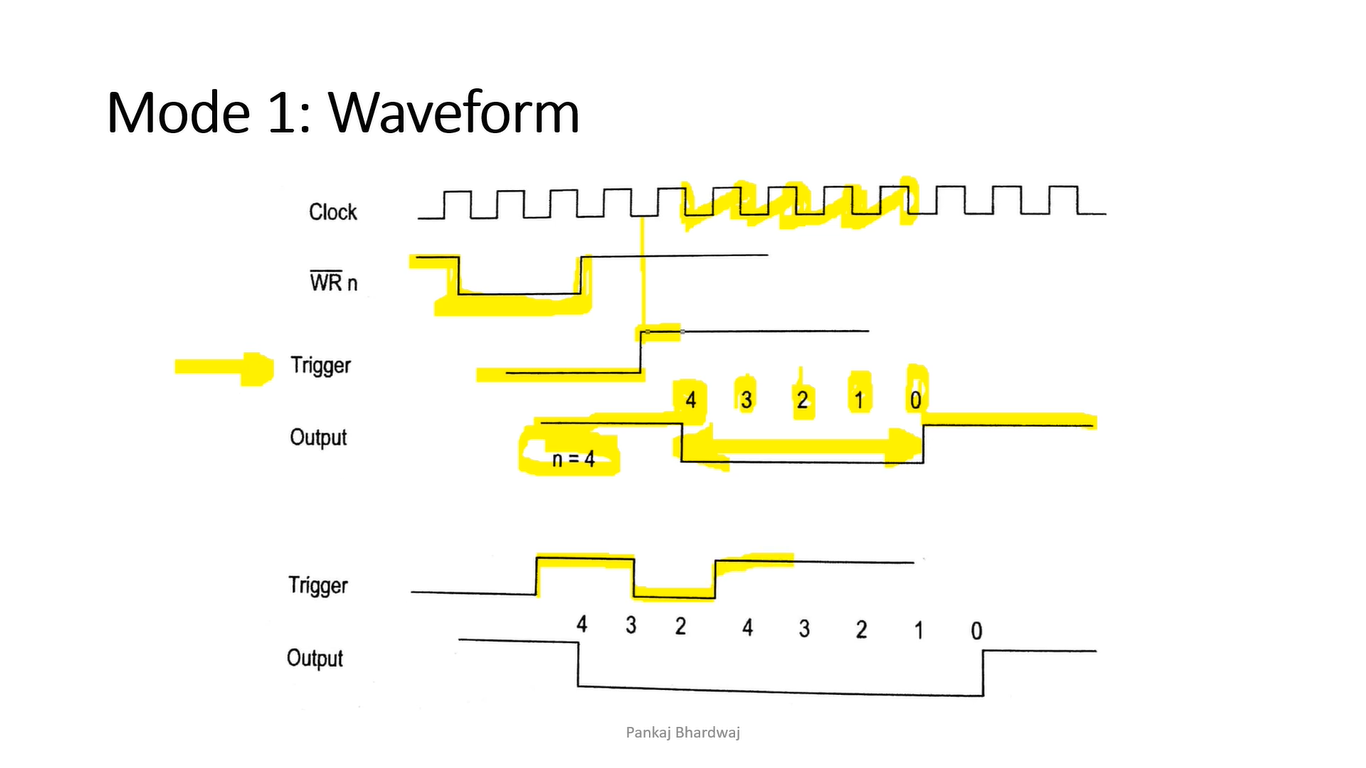 Mode 1: Waveform
Clock
WR n
Trigger
4 3 2 1 0
Output
n = 4
Trigger
4 3 2 4 3 2 1 0
Output
Pankaj Bhardwaj